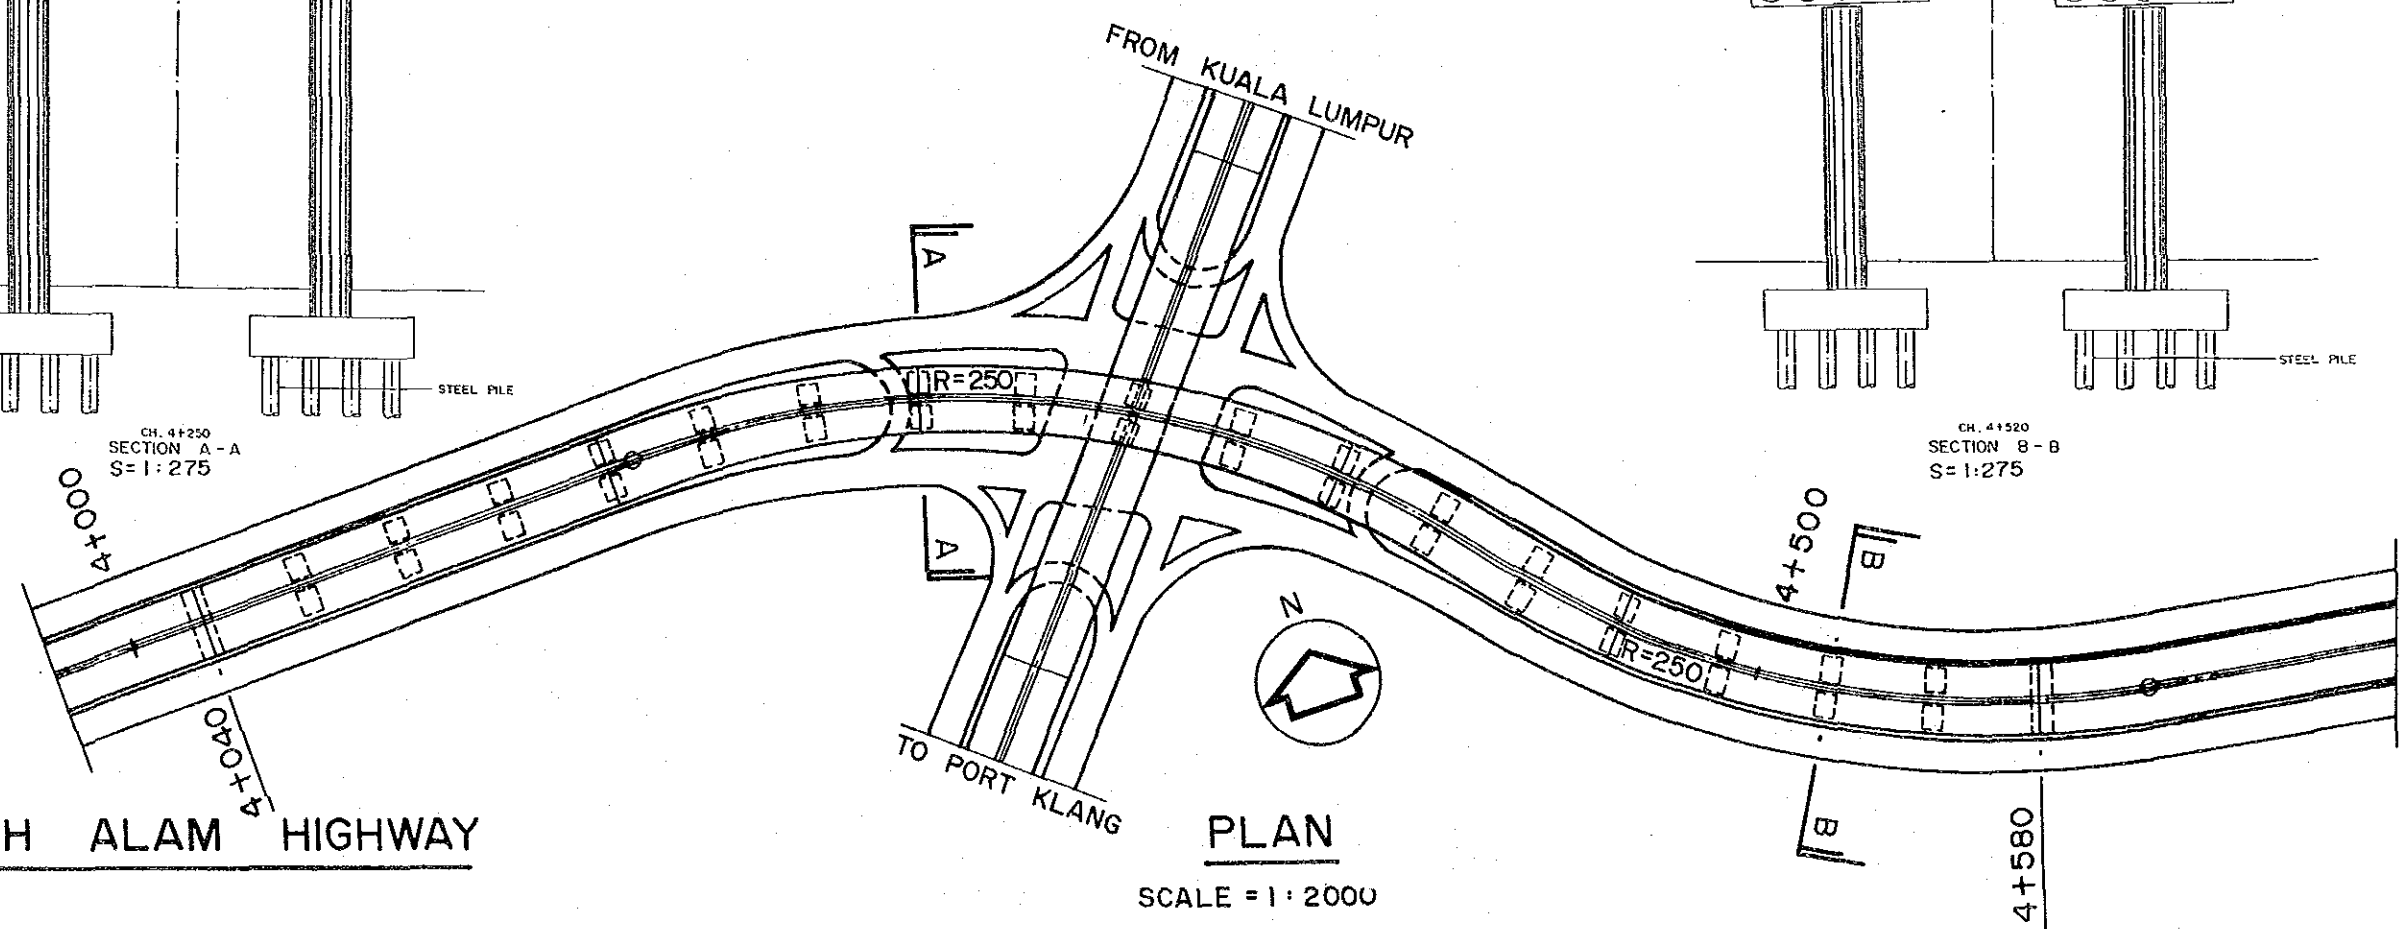 FROM KUALA LUMPUR
A
R=250
STEEL PILE
STEEL PILE
CH. 4+250
SECTION A-A
S=1:275
CH. 4+520
SECTION B-B
S=1:275
4+000
4+500
B
A
N
R=250
4+040
TO PORT KLANG
H ALAM HIGHWAY
PLAN
SCALE = 1:2000
B
4+580